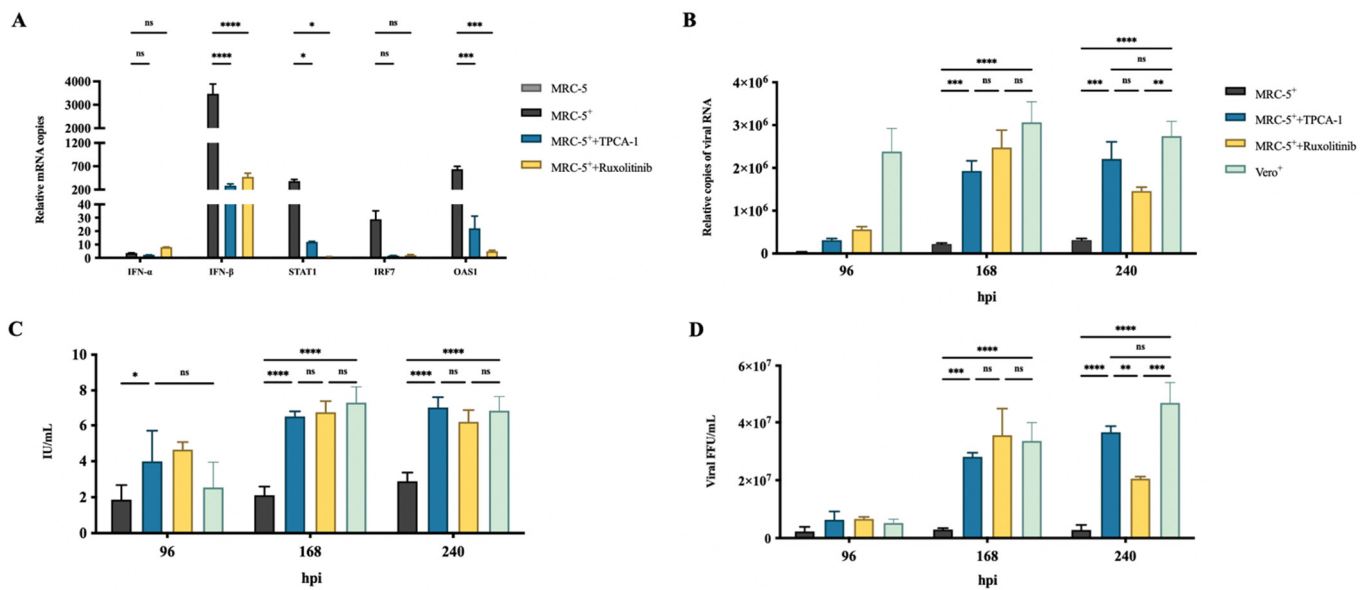 A
ns
****
*
ns
***
ns
****
*
ns
***
Relative mRNA copies
4000
3000
2000
1200
700
200
40
30
20
10
0
IFN-α
IFN-β
STAT1
IRF7
OAS1
MRC-5
MRC-5⁺
MRC-5⁺+TPCA-1
MRC-5⁺+Ruxolitinib
B
****
****
ns
***
ns
ns
***
ns
**
Relative copies of viral RNA
4×10⁶
3×10⁶
2×10⁶
1×10⁶
0
96
168
240
hpi
MRC-5⁺
MRC-5⁺+TPCA-1
MRC-5⁺+Ruxolitinib
Vero⁺
C
****
****
*
ns
****
ns
ns
****
ns
ns
IU/mL
10
8
6
4
2
0
96
168
240
hpi
D
****
****
ns
***
ns
ns
****
**
***
Viral FFU/mL
6×10⁷
4×10⁷
2×10⁷
0
96
168
240
hpi